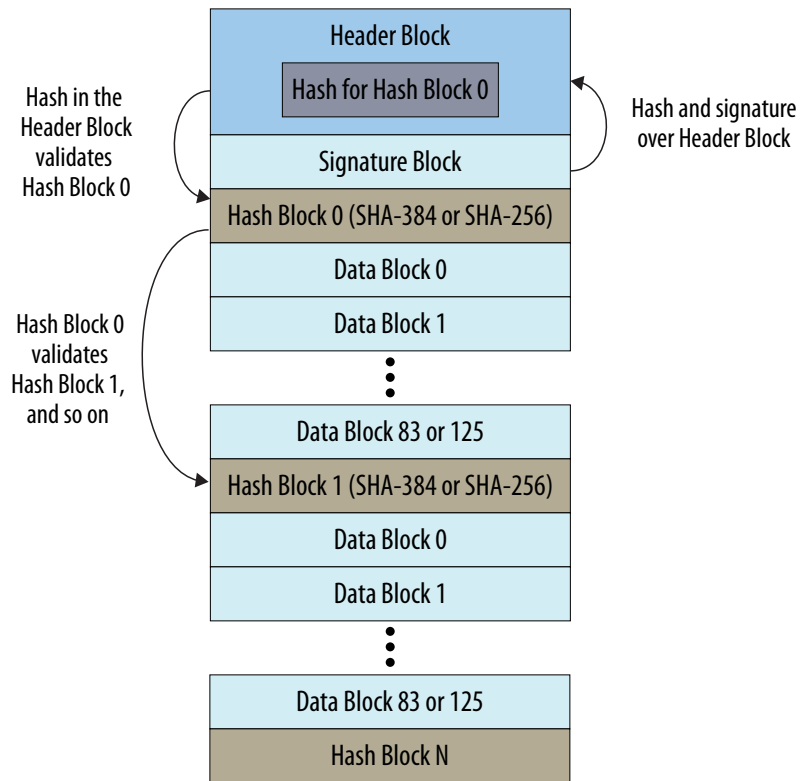 Header Block
Hash for Hash Block 0
Hash in the
Header Block
validates
Hash Block 0
Hash and signature
over Header Block
Signature Block
Hash Block 0 (SHA-384 or SHA-256)
Data Block 0
Data Block 1
Hash Block 0
validates
Hash Block 1,
and so on
Data Block 83 or 125
Hash Block 1 (SHA-384 or SHA-256)
Data Block 0
Data Block 1
Data Block 83 or 125
Hash Block N